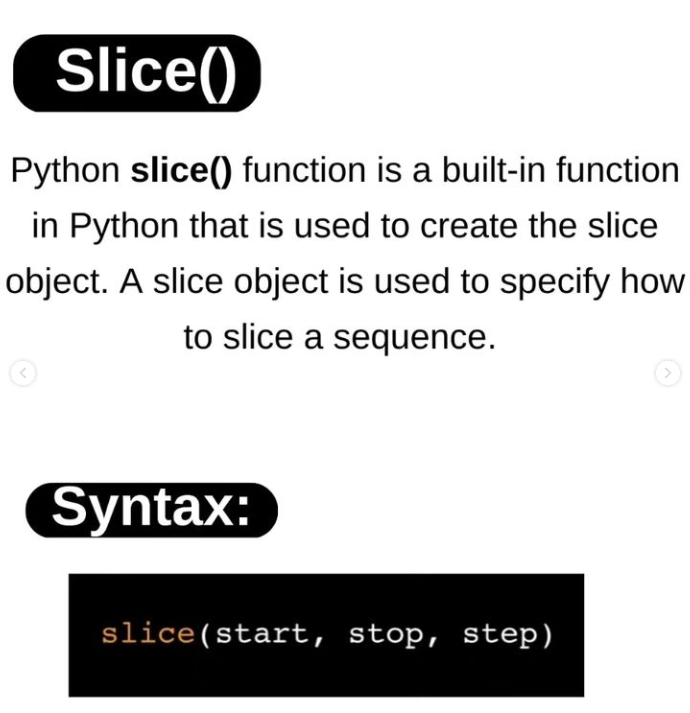 Slice()
Python slice() function is a built-in function
in Python that is used to create the slice
object. A slice object is used to specify how
to slice a sequence.
Syntax:
slice(start, stop, step)